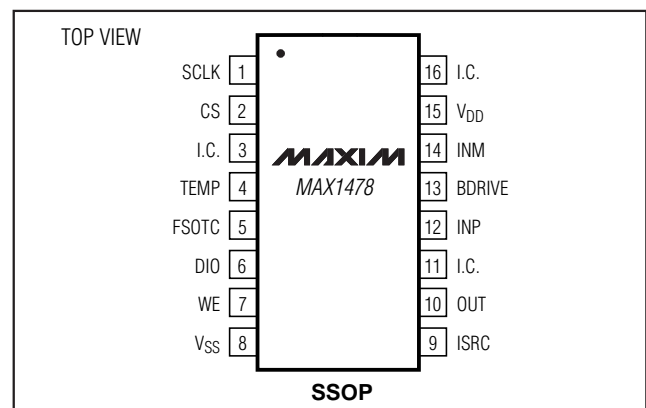 TOP VIEW
SCLK 1
CS 2
I.C. 3
TEMP 4
FSOTC 5
DIO 6
WE 7
VSS 8
MAXIM
MAX1478
16 I.C.
15 VDD
14 INM
13 BDRIVE
12 INP
11 I.C.
10 OUT
9 ISRC
SSOP